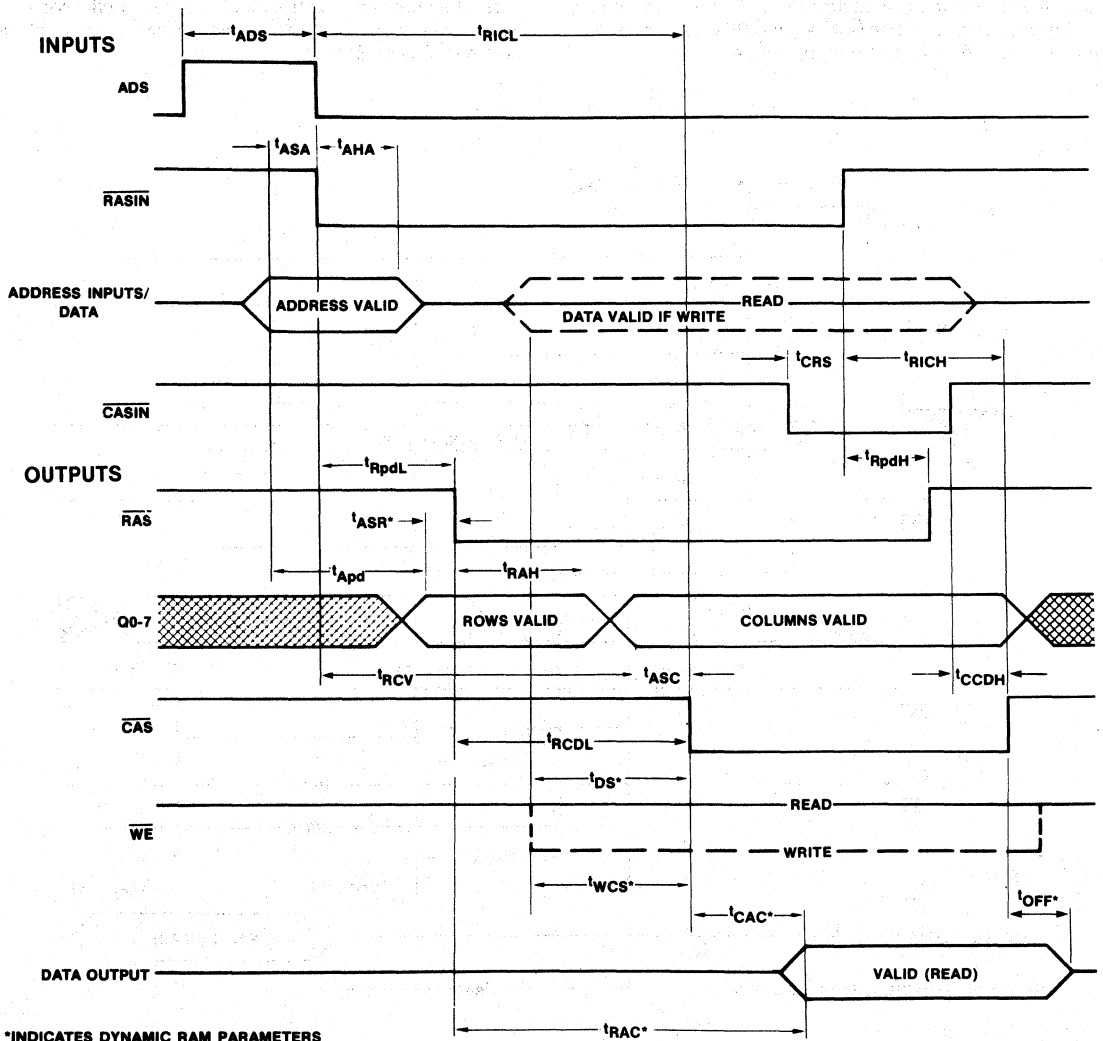 INPUTS
tADS
tRICL
ADS
tASA
tAHA
RASIN
ADDRESS INPUTS/
DATA
ADDRESS VALID
READ
DATA VALID IF WRITE
tCRS
tRICH
CASIN
OUTPUTS
tRpdL
tRpdH
RAS
tASR*
tApd
tRAH
Q0-7
ROWS VALID
COLUMNS VALID
tRCV
tASC
tCCDH
CAS
tRCDL
tDS*
READ
WE
WRITE
tWCS*
tCAC*
tOFF*
DATA OUTPUT
VALID (READ)
tRAC*
*INDICATES DYNAMIC RAM PARAMETERS